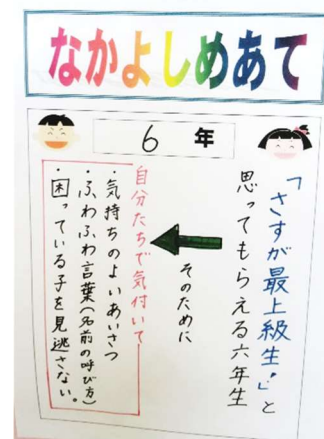 なかよしめあて
6年
「さすが最上級生!」と
思ってもらえる六年生
そのために
自分たちで気付いて
・気持ちのよいあいさつ
・ふわふわ言葉(名前の呼び方)
・困っている子を見逃さない。